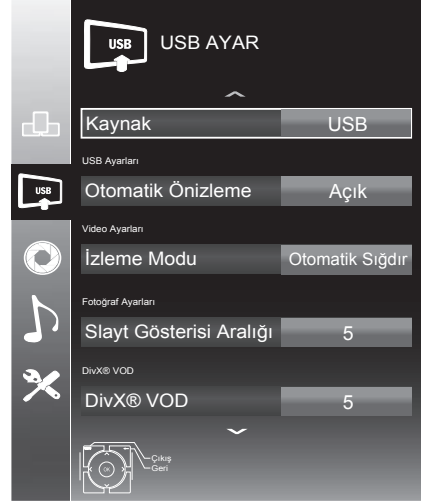 USB
USB AYAR
Kaynak
USB
USB Ayarları
USB
Otomatik Önizleme
Açık
Video Ayarları
İzleme Modu
Otomatik Sığdır
Fotoğraf Ayarları
Slayt Gösterisi Aralığı
5
DivX® VOD
DivX® VOD
5
OK
Çıkış
Geri